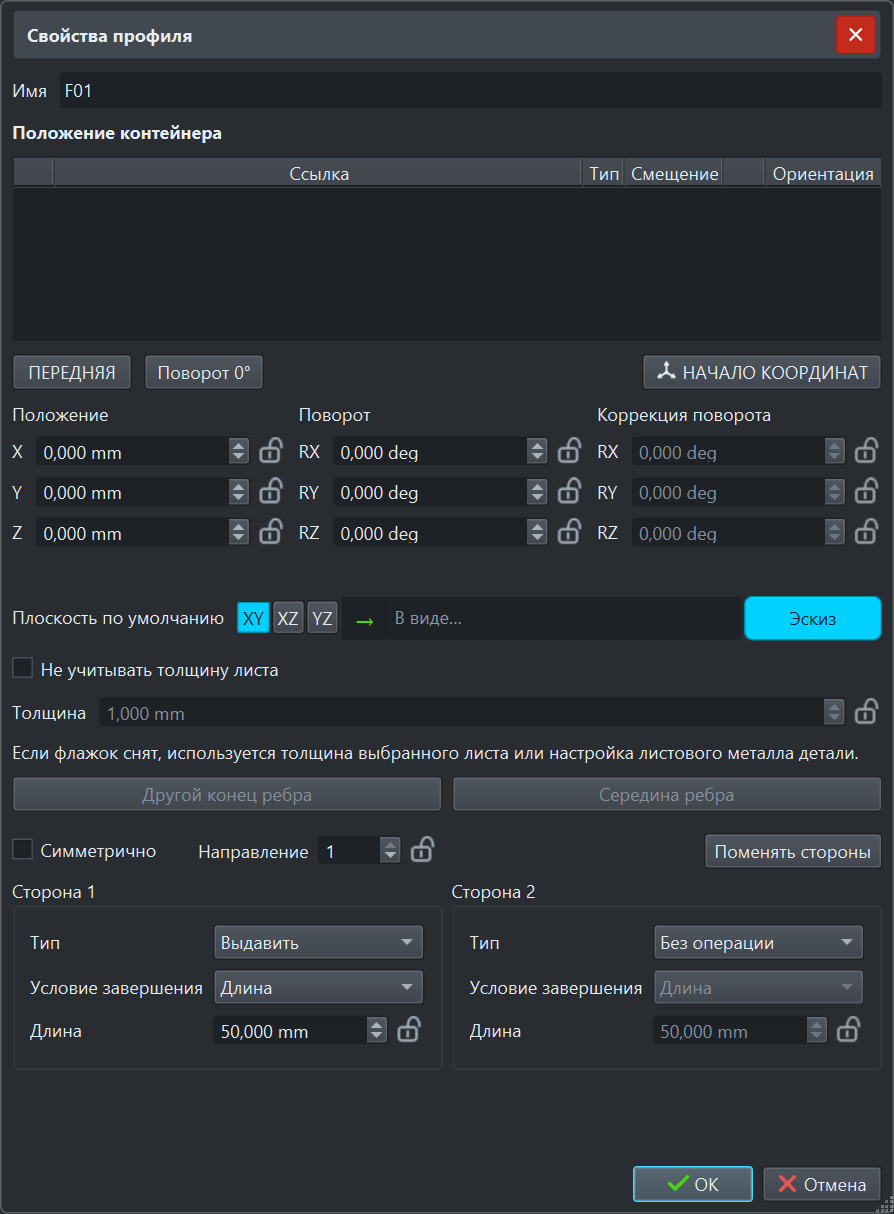 Свойства профиля
Имя F01
Положение контейнера
Ссылка Тип Смещение Ориентация
ПЕРЕДНЯЯ Поворот 0° НАЧАЛО КООРДИНАТ
Положение Поворот Коррекция поворота
X 0,000 mm RX 0,000 deg RX 0,000 deg
Y 0,000 mm RY 0,000 deg RY 0,000 deg
Z 0,000 mm RZ 0,000 deg RZ 0,000 deg
Плоскость по умолчанию XY XZ YZ → В виде... Эскиз
Не учитывать толщину листа
Толщина 1,000 mm
Если флажок снят, используется толщина выбранного листа или настройка листового металла детали.
Другой конец ребра Середина ребра
Симметрично Направление 1 Поменять стороны
Сторона 1 Сторона 2
Тип Выдавить Тип Без операции
Условие завершения Длина Условие завершения Длина
Длина 50,000 mm Длина 50,000 mm
OK Отмена